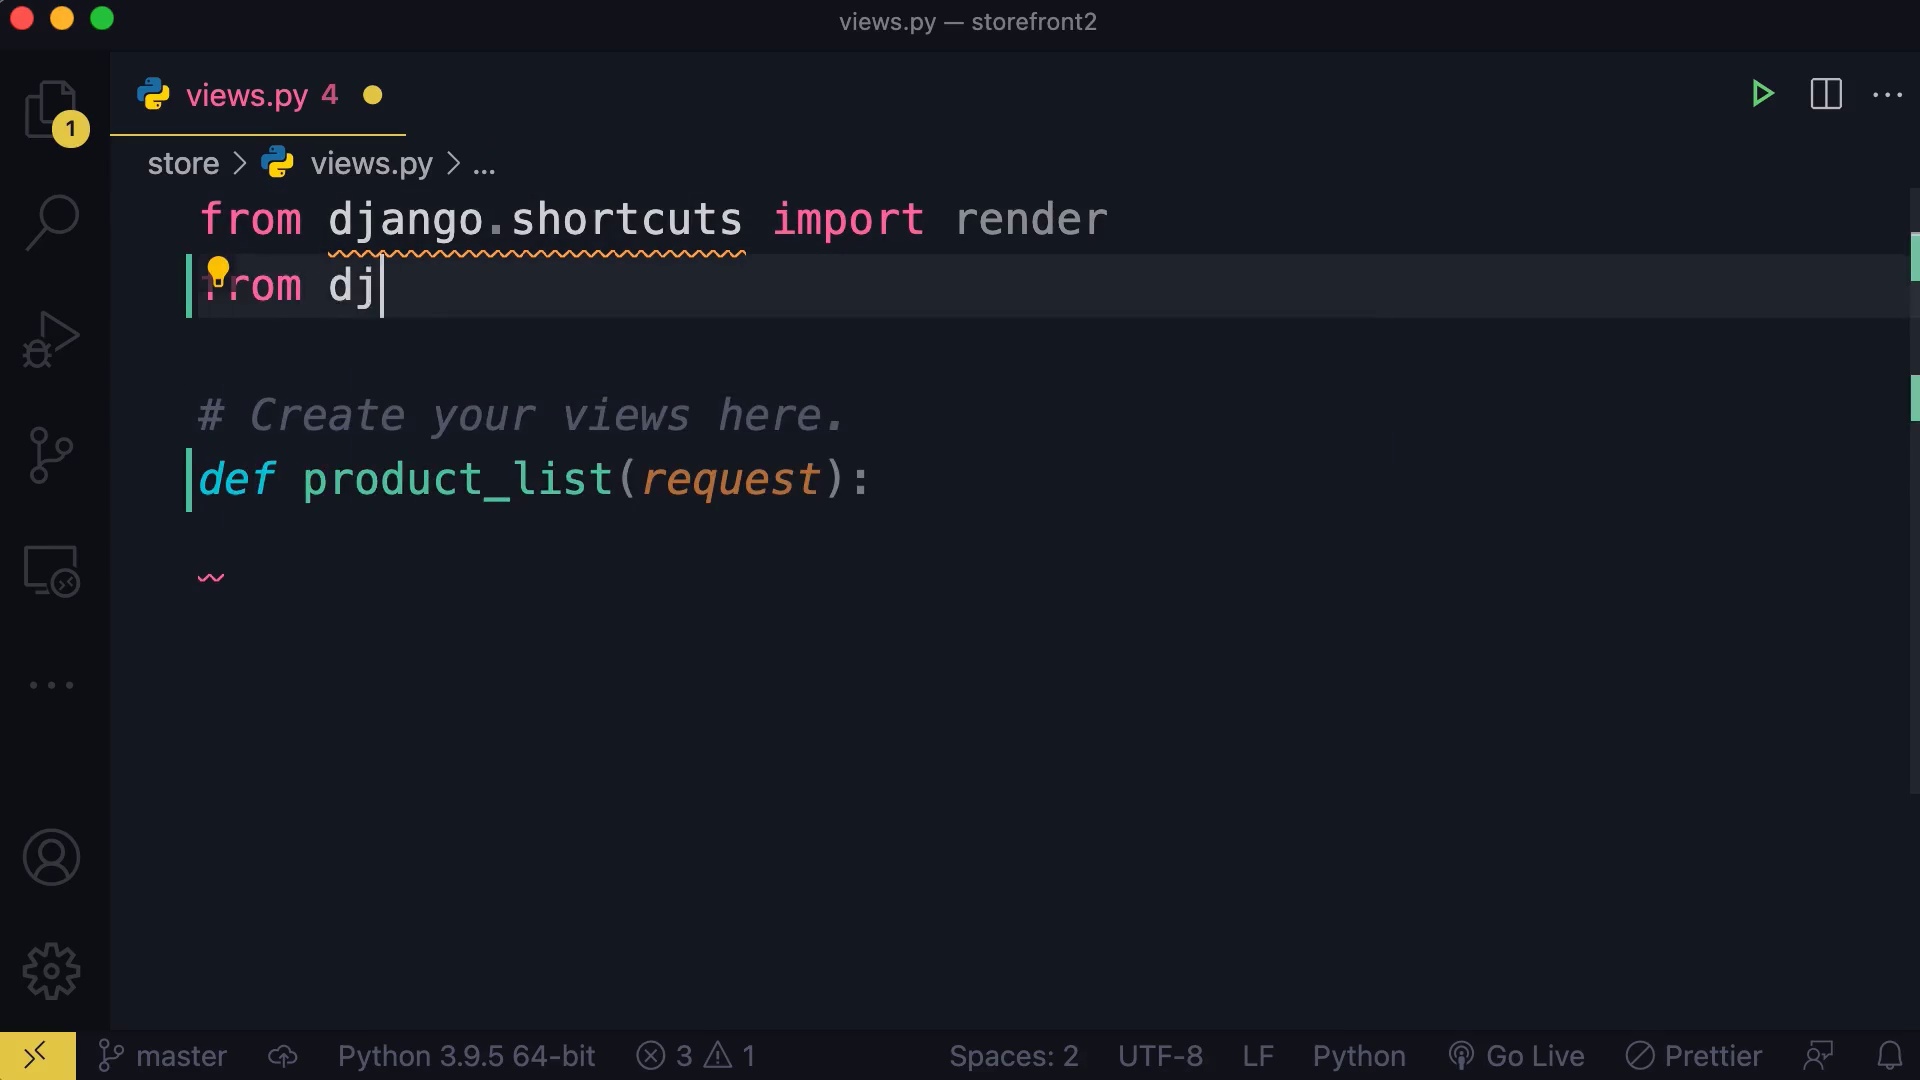 views.py — storefront2
views.py 4
1
store > views.py > ...
from django.shortcuts import render
from dj
# Create your views here.
def product_list(request):
master Python 3.9.5 64-bit 3 1 Spaces: 2 UTF-8 LF Python Go Live Prettier